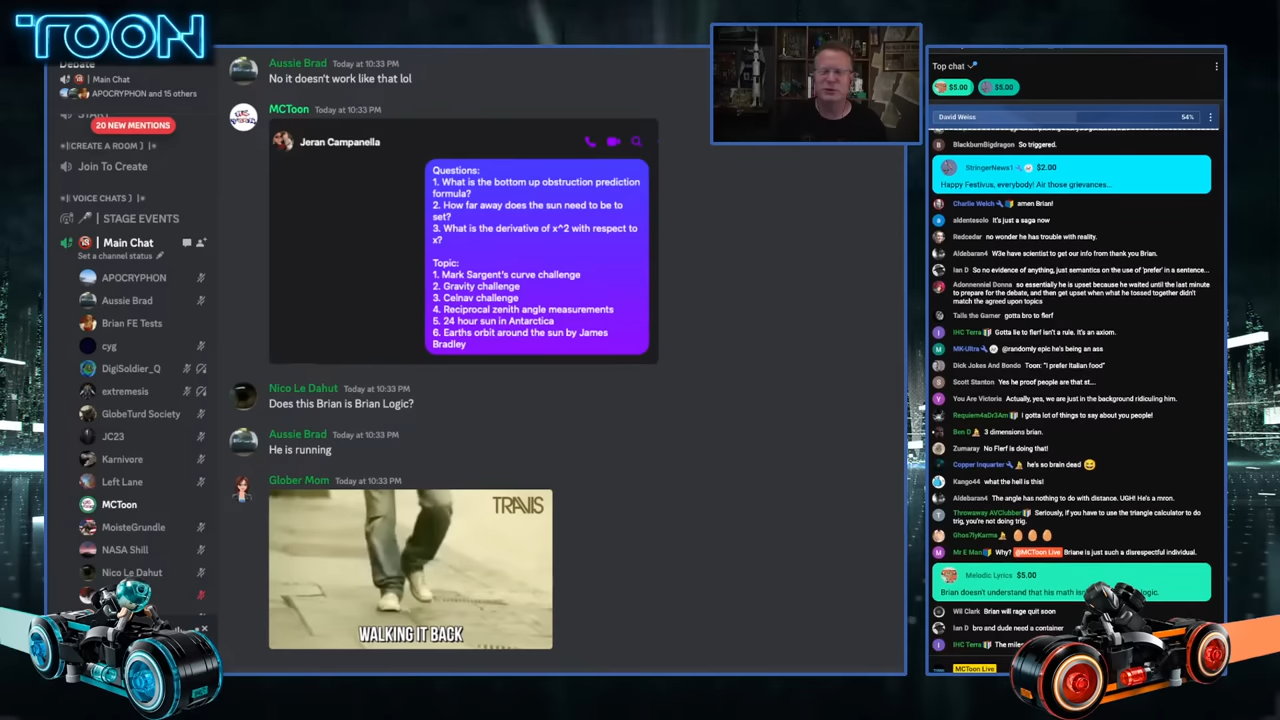 TOON
Debate
Main Chat
APOCRYPHON and 15 others
START
20 NEW MENTIONS
CREATE A ROOM
Join To Create
VOICE CHATS
STAGE EVENTS
Main Chat
Set a channel status
APOCRYPHON
Aussie Brad
Brian FE Tests
cyg
DigiSoldier_Q
extremesis
GlobeTurd Society
JC23
Karnivore
Left Lane
MCToon
MoisteGrundle
NASA Shill
Nico Le Dahut
Aussie Brad Today at 10:33 PM
No it doesn't work like that lol
MCToon Today at 10:33 PM
Jeran Campanella
Questions:
1. What is the bottom up obstruction prediction
formula?
2. How far away does the sun need to be to
set?
3. What is the derivative of x^2 with respect to
x?
Topic:
1. Mark Sargent's curve challenge
2. Gravity challenge
3. Celnav challenge
4. Reciprocal zenith angle measurements
5. 24 hour sun in Antarctica
6. Earths orbit around the sun by James
Bradley
Nico Le Dahut Today at 10:33 PM
Does this Brian is Brian Logic?
Aussie Brad Today at 10:33 PM
He is running
Glober Mom Today at 10:33 PM
TRAVIS
WALKING IT BACK
Top chat
$5.00 $5.00
David Weiss 54%
BlackburnBigdragon So triggered.
StringerNews1 $2.00
Happy Festivus, everybody! Air those grievances...
Charlie Welch amen Brian!
aldentesolo It's just a saga now
Redcedar no wonder he has trouble with reality.
Aldebaran4 W3e have scientist to get our info from thank you Brian.
Ian D So no evidence of anything, just semantics on the use of 'prefer' in a sentence...
Adonnenniel Donna so essentially he is upset because he waited until the last minute
to prepare for the debate, and then get upset when what he tossed together didn't
match the agreed upon topics
Tails the Gamer gotta bro to flerf
IHC Terra Gotta lie to flerf isn't a rule. It's an axiom.
MK-Ultra @randomly epic he's being an ass
Dick Jokes And Bondo Toon: "I prefer Italian food"
Scott Stanton Yes he proof people are that st...
You Are Victoria Actually, yes, we are just in the background ridiculing him.
Requiem4aDr3Am i gotta lot of things to say about you people!
Ben D 3 dimensions brian.
Zumaray No Flerf is doing that!
Copper Inquarter he's so brain dead
Kango44 what the hell is this!
Aldebaran4 The angle has nothing to do with distance. UGH! He's a mron.
Throwaway AVClubber Seriously, if you have to use the triangle calculator to do
trig, you're not doing trig.
Ghos7lyKarma
Mr E Man Why? @MCToon Live Briane is just such a disrespectful individual.
Melodic Lyrics $5.00
Brian doesn't understand that his math isn't logic.
Wil Clark Brian will rage quit soon
Ian D bro and dude need a container
IHC Terra The miles
MCToon Live